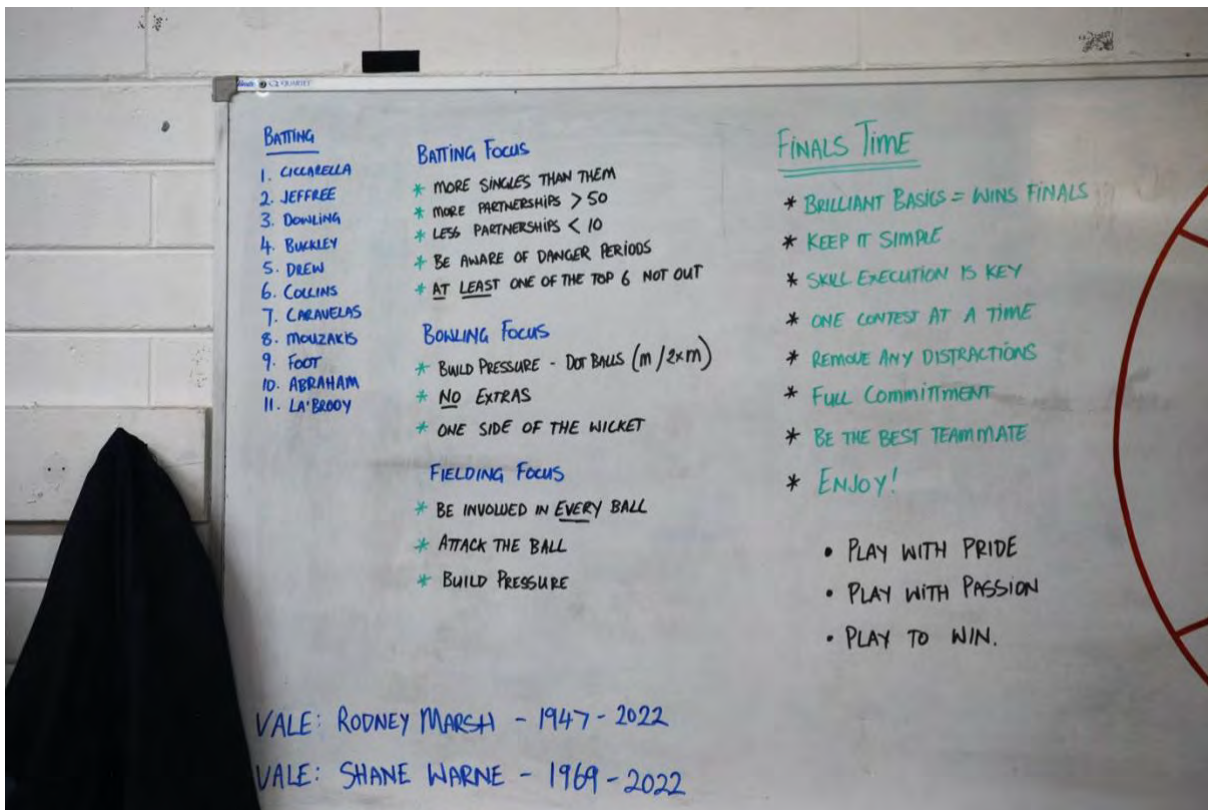 QUARTET
BATTING
1. CICCARELLA
2. JEFFREE
3. DOWLING
4. BUCKLEY
5. DREW
6. COLLINS
7. CARAVELAS
8. MOUZAKIS
9. FOOT
10. ABRAHAM
11. LA'BROOY
BATTING FOCUS
* MORE SINGLES THAN THEM
* MORE PARTNERSHIPS > 50
* LESS PARTNERSHIPS < 10
* BE AWARE OF DANGER PERIODS
* AT LEAST ONE OF THE TOP 6 NOT OUT
BOWLING FOCUS
* BUILD PRESSURE - DOT BALLS (m/2xm)
* NO EXTRAS
* ONE SIDE OF THE WICKET
FIELDING FOCUS
* BE INVOLVED IN EVERY BALL
* ATTACK THE BALL
* BUILD PRESSURE
FINALS TIME
* BRILLIANT BASICS = WINS FINALS
* KEEP IT SIMPLE
* SKILL EXECUTION IS KEY
* ONE CONTEST AT A TIME
* REMOVE ANY DISTRACTIONS
* FULL COMMITTMENT
* BE THE BEST TEAMMATE
* ENJOY!
• PLAY WITH PRIDE
• PLAY WITH PASSION
• PLAY TO WIN.
VALE: RODNEY MARSH - 1947 - 2022
VALE: SHANE WARNE - 1969 - 2022